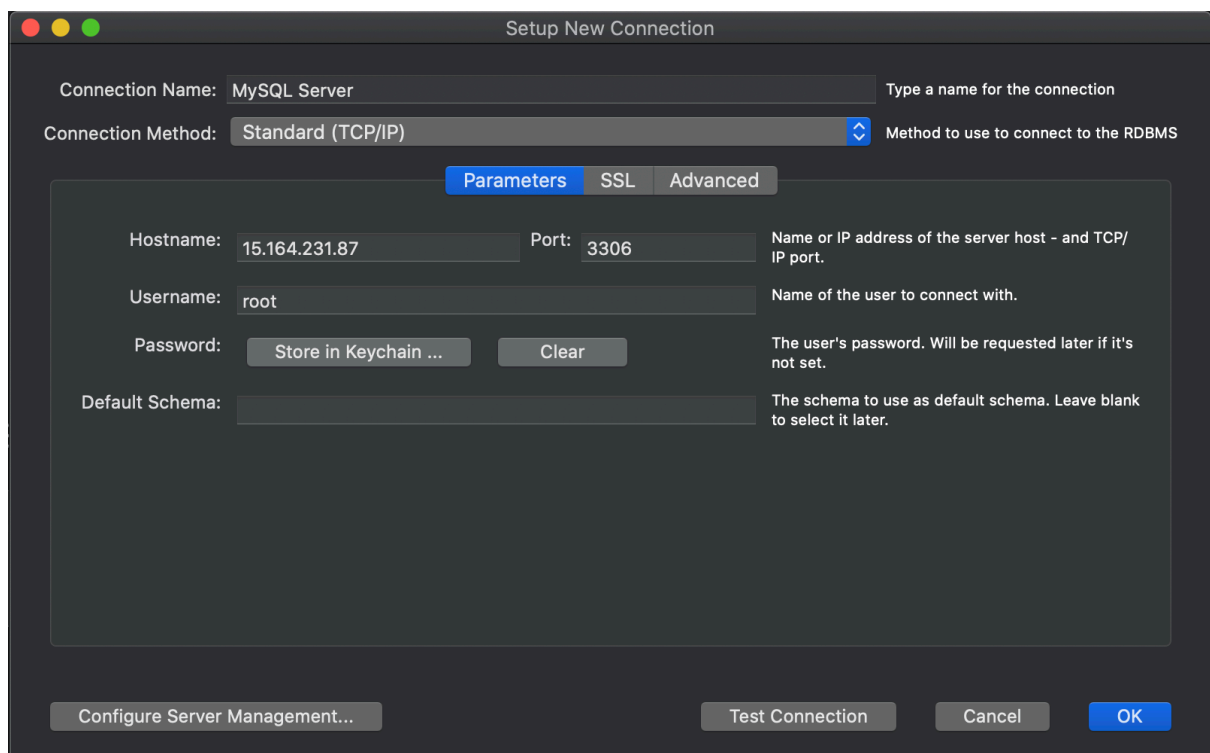 Setup New Connection
Connection Name: MySQL Server Type a name for the connection
Connection Method: Standard (TCP/IP) Method to use to connect to the RDBMS
Parameters SSL Advanced
Hostname: 15.164.231.87 Port: 3306 Name or IP address of the server host - and TCP/
IP port.
Username: root Name of the user to connect with.
Password: Store in Keychain ... Clear The user's password. Will be requested later if it's
not set.
Default Schema: The schema to use as default schema. Leave blank
to select it later.
Configure Server Management... Test Connection Cancel OK